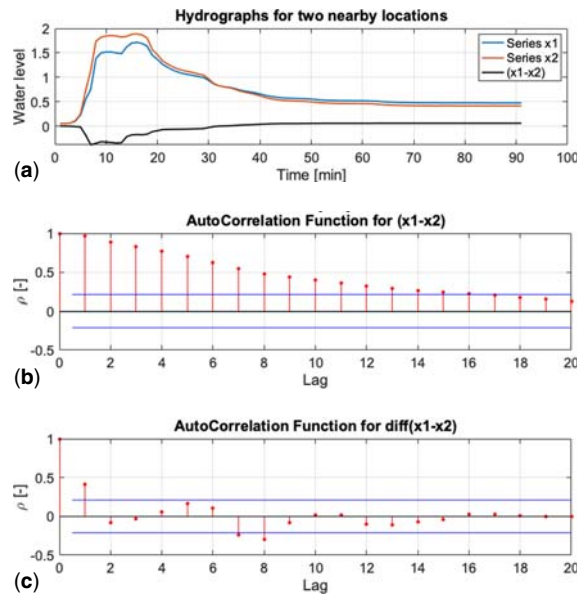 Hydrographs for two nearby locations
2
1.5
1
0.5
0
Water level
Series x1
Series x2
(x1-x2)
0 10 20 30 40 50 60 70 80 90 100
Time [min]
(a)
AutoCorrelation Function for (x1-x2)
1
0.5
0
-0.5
ρ [-]
0 2 4 6 8 10 12 14 16 18 20
Lag
(b)
AutoCorrelation Function for diff(x1-x2)
1
0.5
0
-0.5
ρ [-]
0 2 4 6 8 10 12 14 16 18 20
Lag
(c)